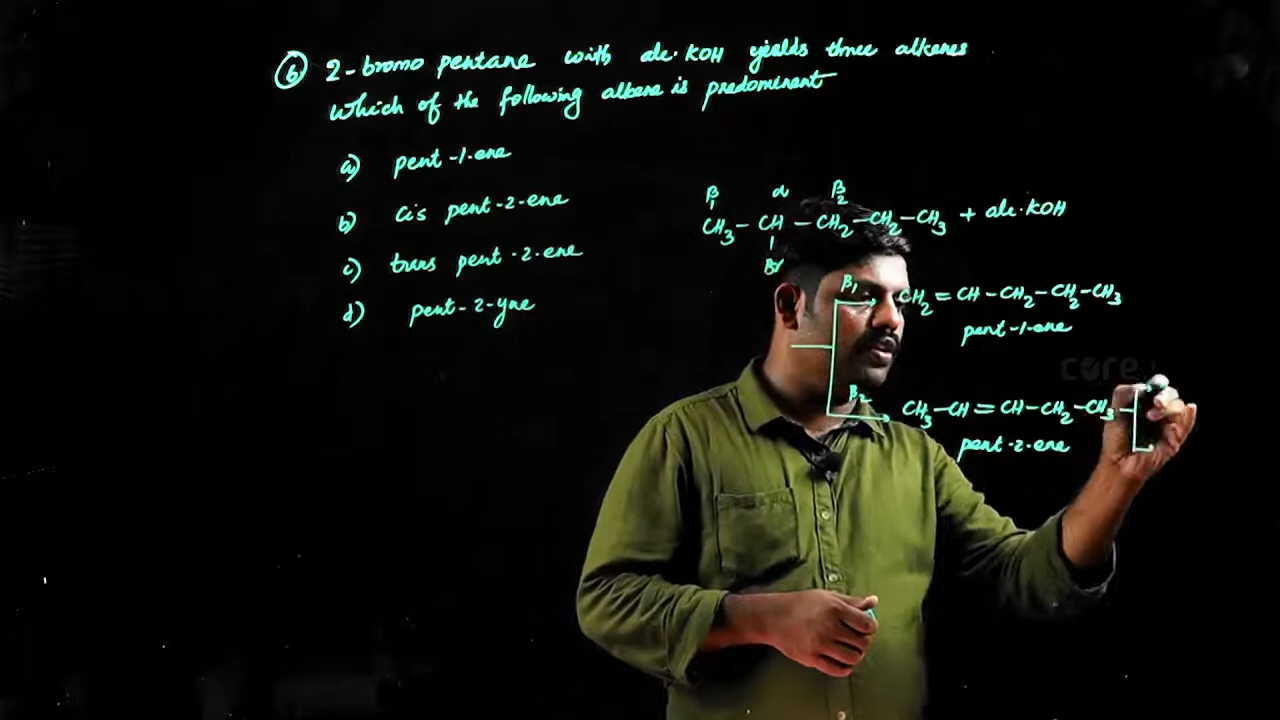 6 2-bromo pentane with alc.KOH yields three alkenes
Which of the following alkene is predominent
a) pent-1-ene
b) cis pent-2-ene
c) trans pent-2-ene
d) pent-2-yne
β1 α β2
CH3-CH-CH2-CH2-CH3 + alc.KOH
Br
β1 CH2=CH-CH2-CH2-CH3
pent-1-ene
core
β2 CH3-CH=CH-CH2-CH3
pent-2-ene